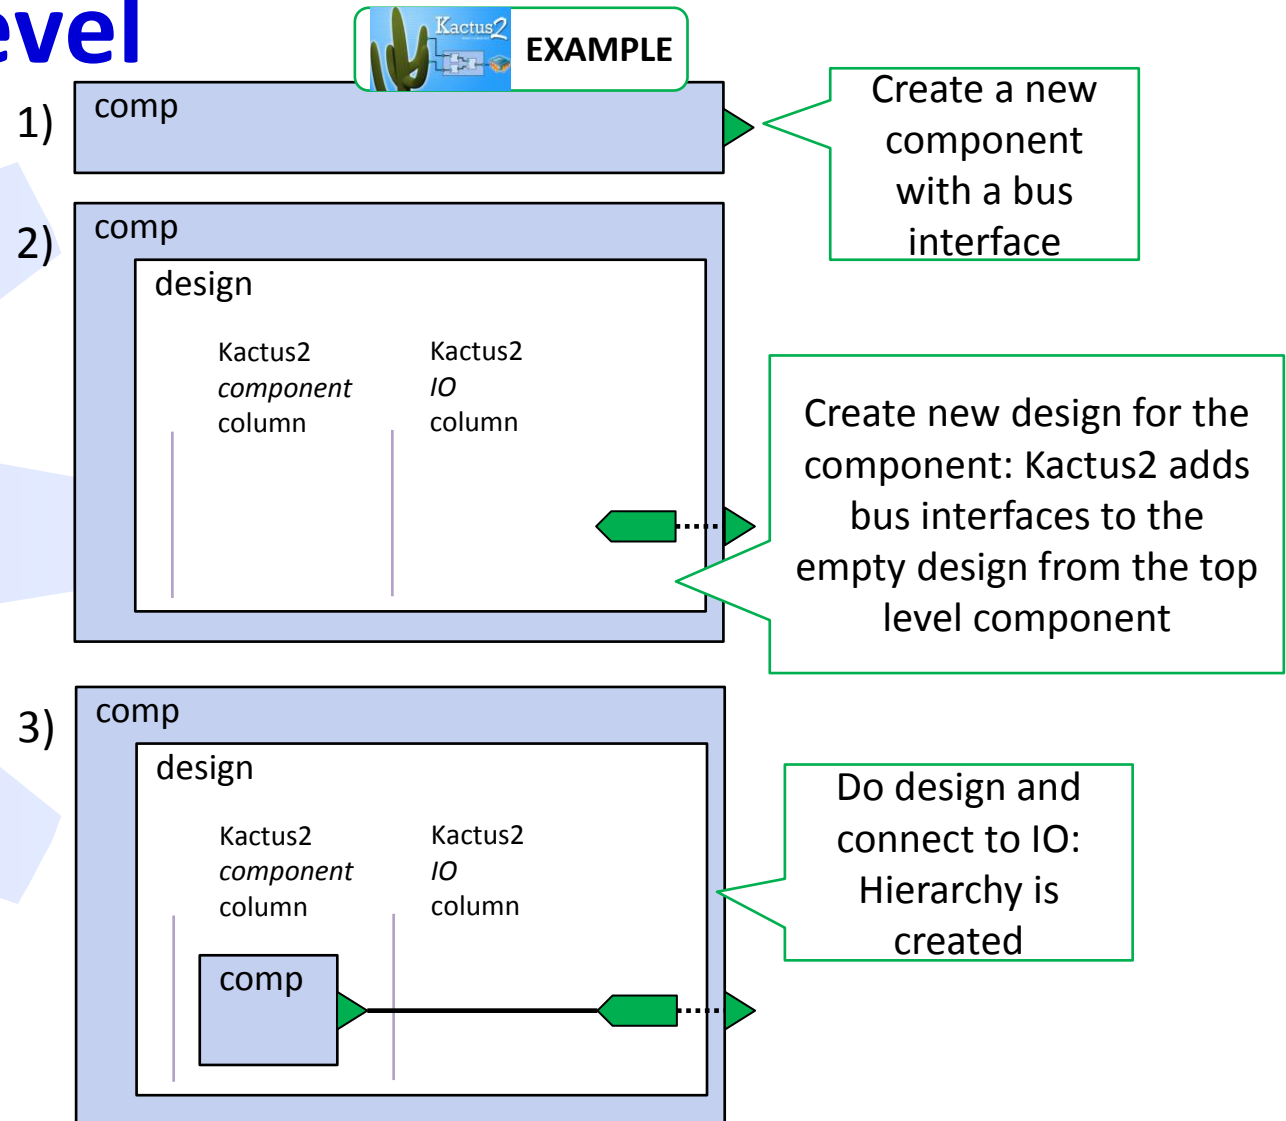 evel
Kactus2
EXAMPLE
1)
comp
Create a new
component
with a bus
interface
2)
comp
design
Kactus2
component
column
Kactus2
IO
column
Create new design for the
component: Kactus2 adds
bus interfaces to the
empty design from the top
level component
3)
comp
design
Kactus2
component
column
Kactus2
IO
column
comp
Do design and
connect to IO:
Hierarchy is
created